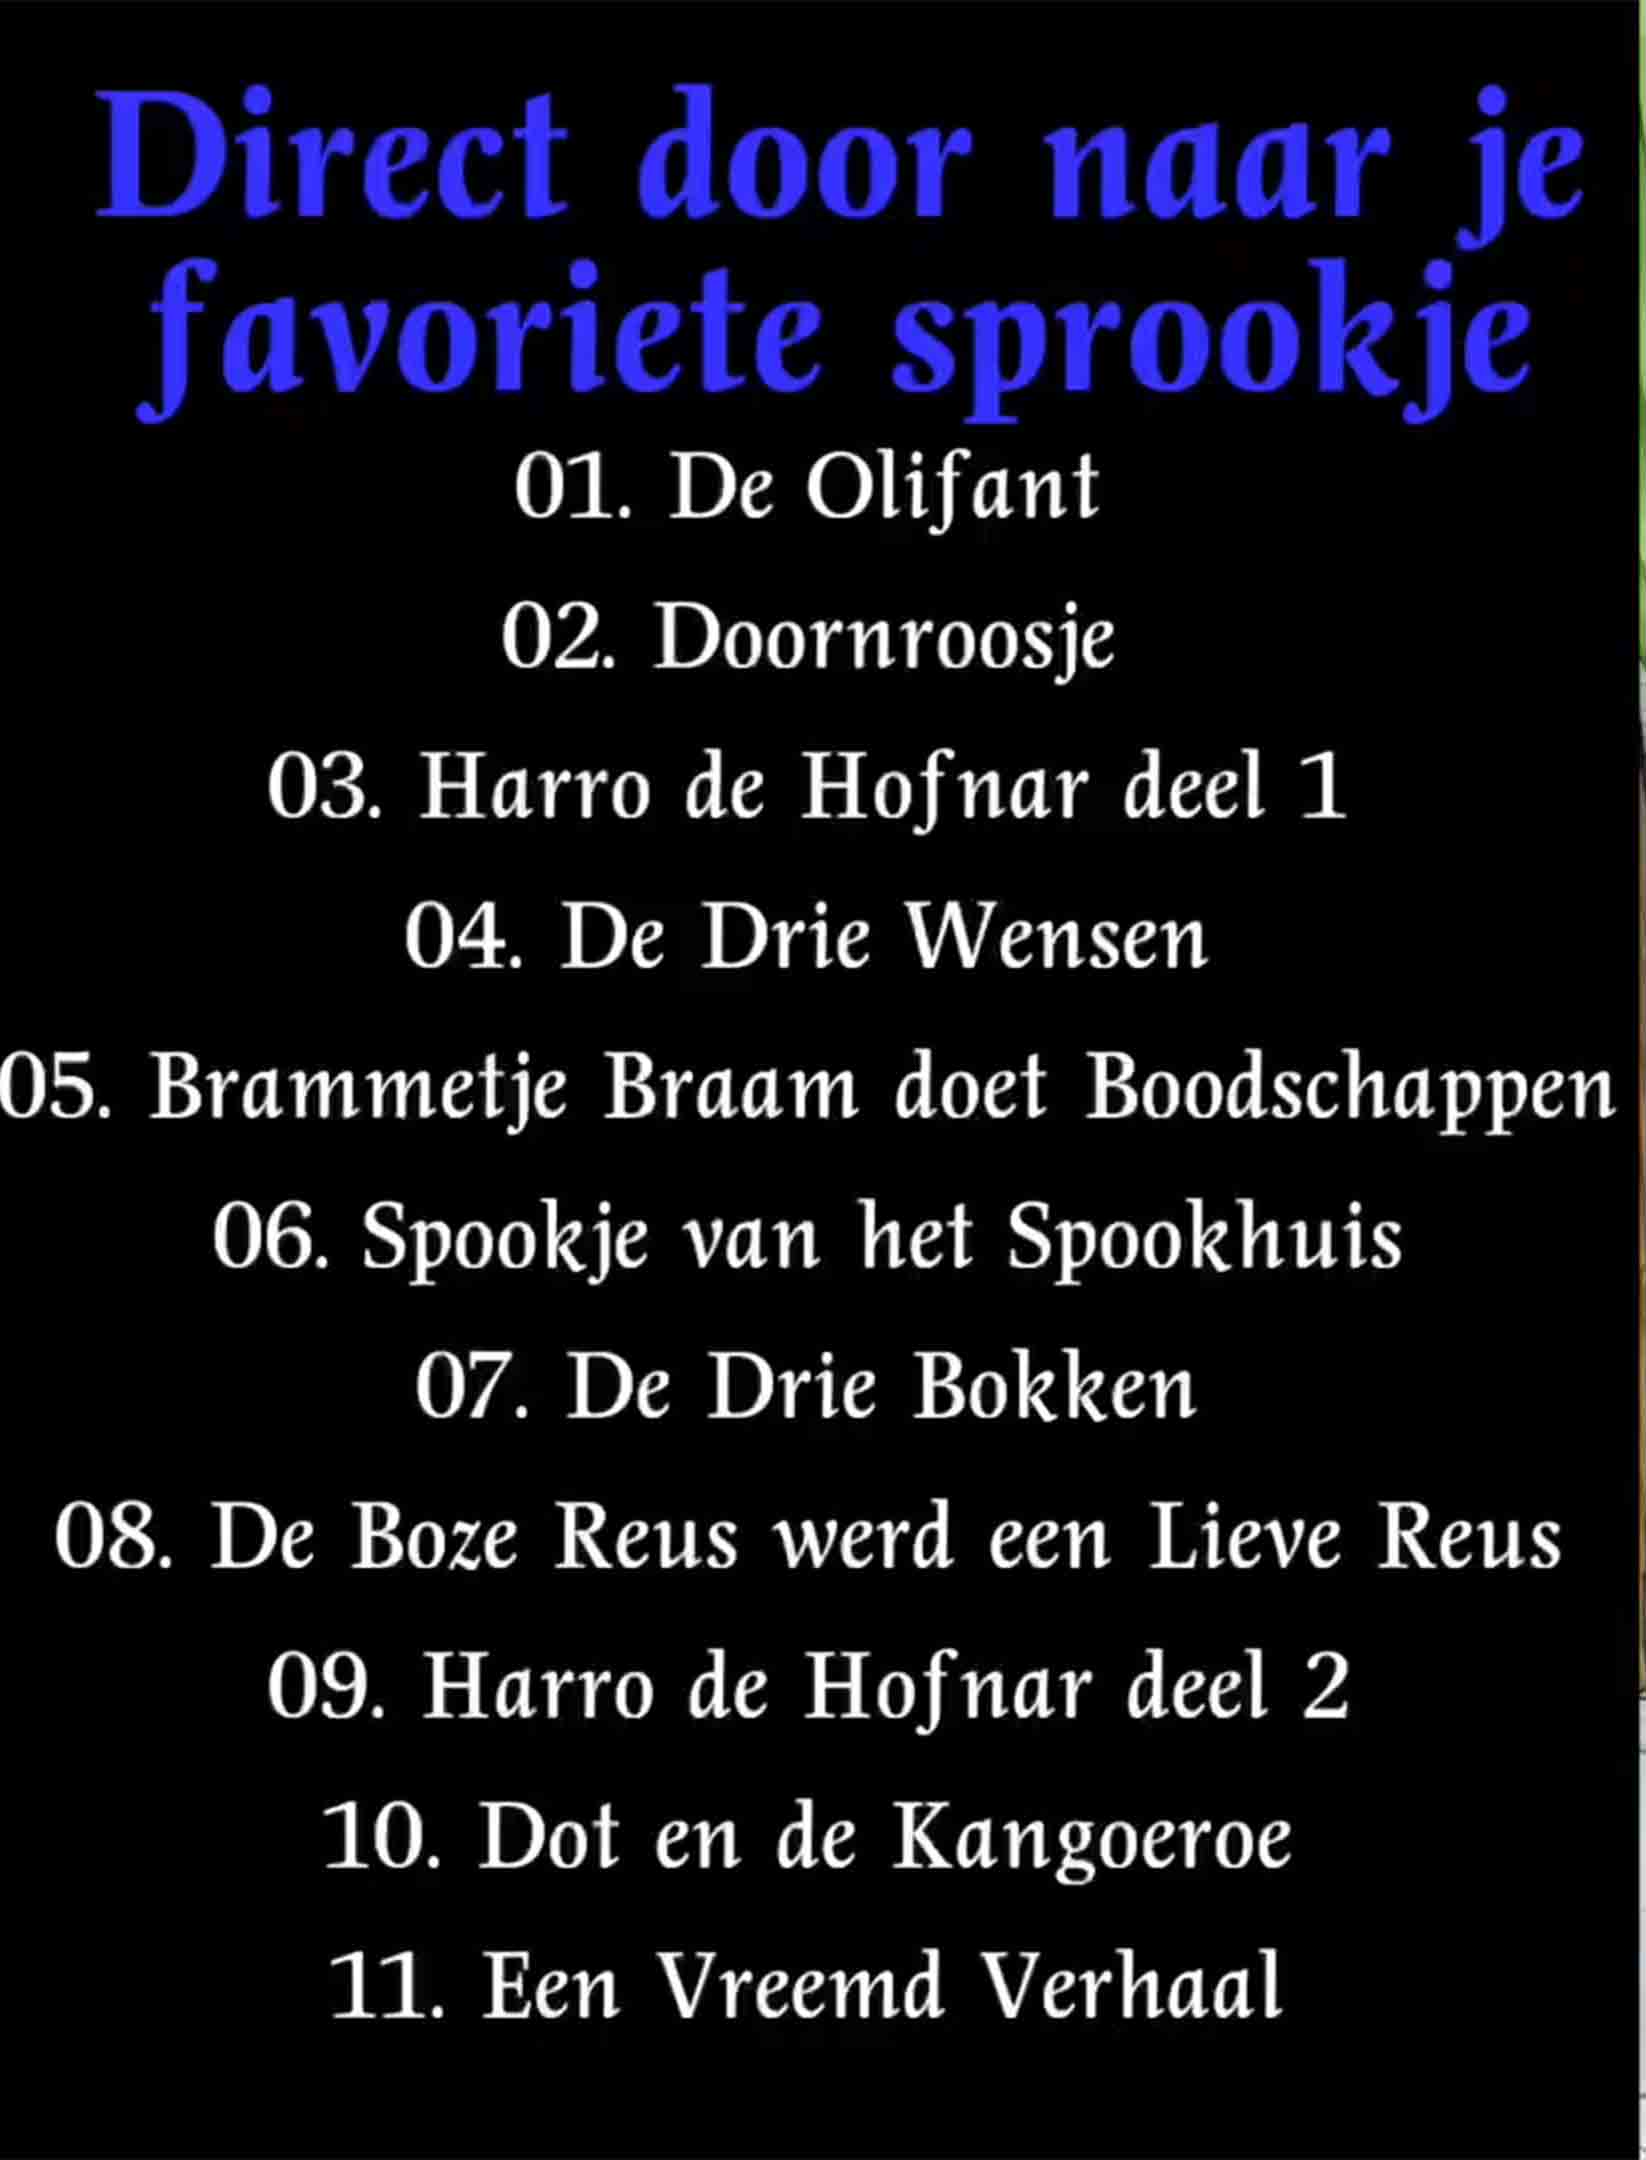 Direct door naar je
favoriete sprookje
01. De Olifant
02. Doornroosje
03. Harro de Hofnar deel 1
04. De Drie Wensen
05. Brammetje Braam doet Boodschappen
06. Spookje van het Spookhuis
07. De Drie Bokken
08. De Boze Reus werd een Lieve Reus
09. Harro de Hofnar deel 2
10. Dot en de Kangoeroe
11. Een Vreemd Verhaal